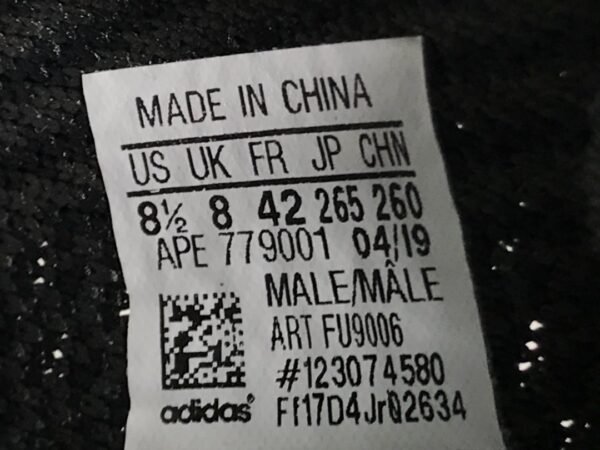 MADE IN CHINA
US UK FR JP CHN
8½ 8 42 265 260
APE 779001 04/19
MALE/MÂLE
ART FU9006
#123074580
adidas® Ff17D4Jr02634